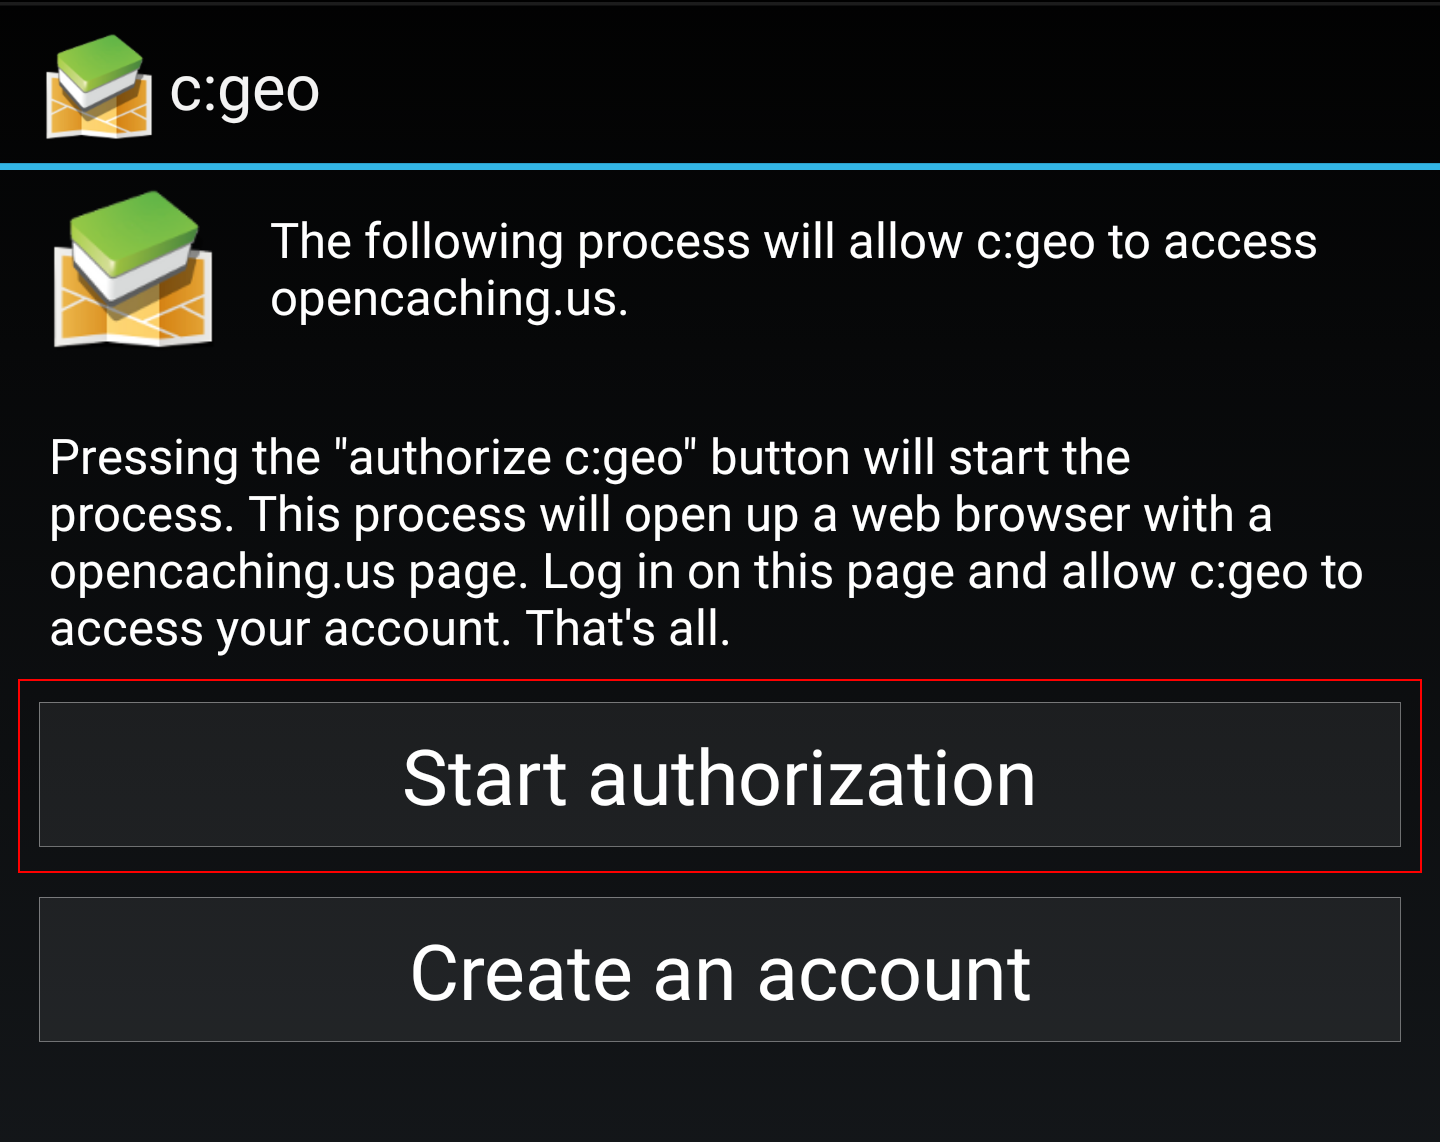 c:geo
The following process will allow c:geo to access
opencaching.us.
Pressing the "authorize c:geo" button will start the
process. This process will open up a web browser with a
opencaching.us page. Log in on this page and allow c:geo to
access your account. That's all.
Start authorization
Create an account